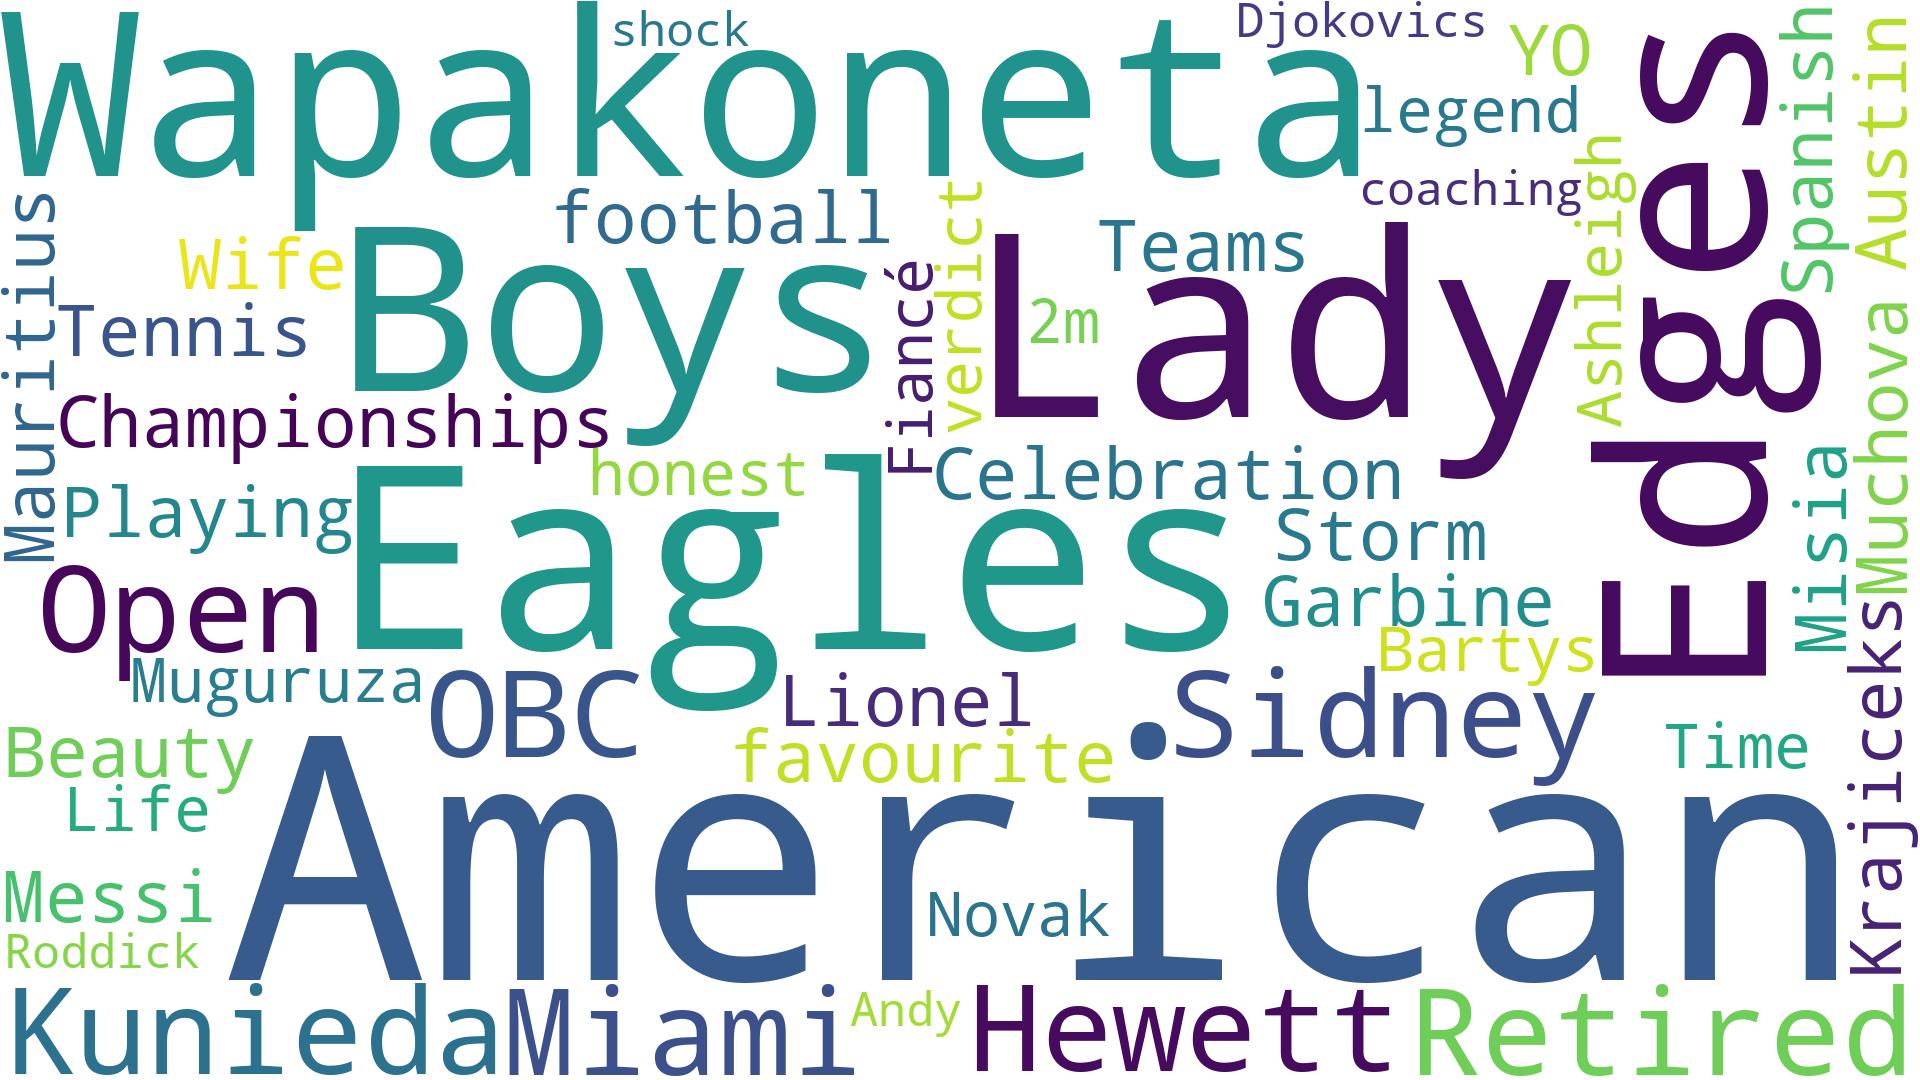 Wapakoneta
shock
Djokovics
YO
legend
coaching
Edges
Spanish
Muchova Austin
Ashleigh
Mauritius
Wife
football
Boys
Fiancé
verdict
Teams
2m
Lady
Tennis
Championships
honest
Celebration
Playing
Eagles
Storm
Garbine
Misia
Open
Bartys
Krajiceks
Muguruza
OBC
Lionel
Sidney
favourite
Time
Beauty
Life
American
Messi
Novak
Roddick
Kunieda
Miami
Andy
Hewett
Retired